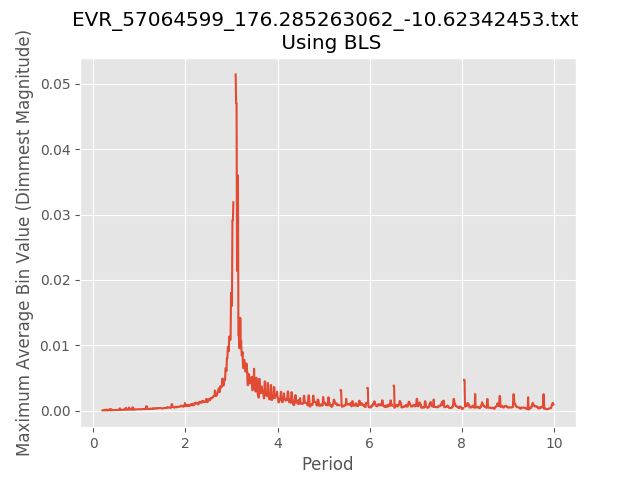 EVR_57064599_176.285263062_-10.62342453.txt
Using BLS
Maximum Average Bin Value (Dimmest Magnitude)
0.05
0.04
0.03
0.02
0.01
0.00
0 2 4 6 8 10
Period